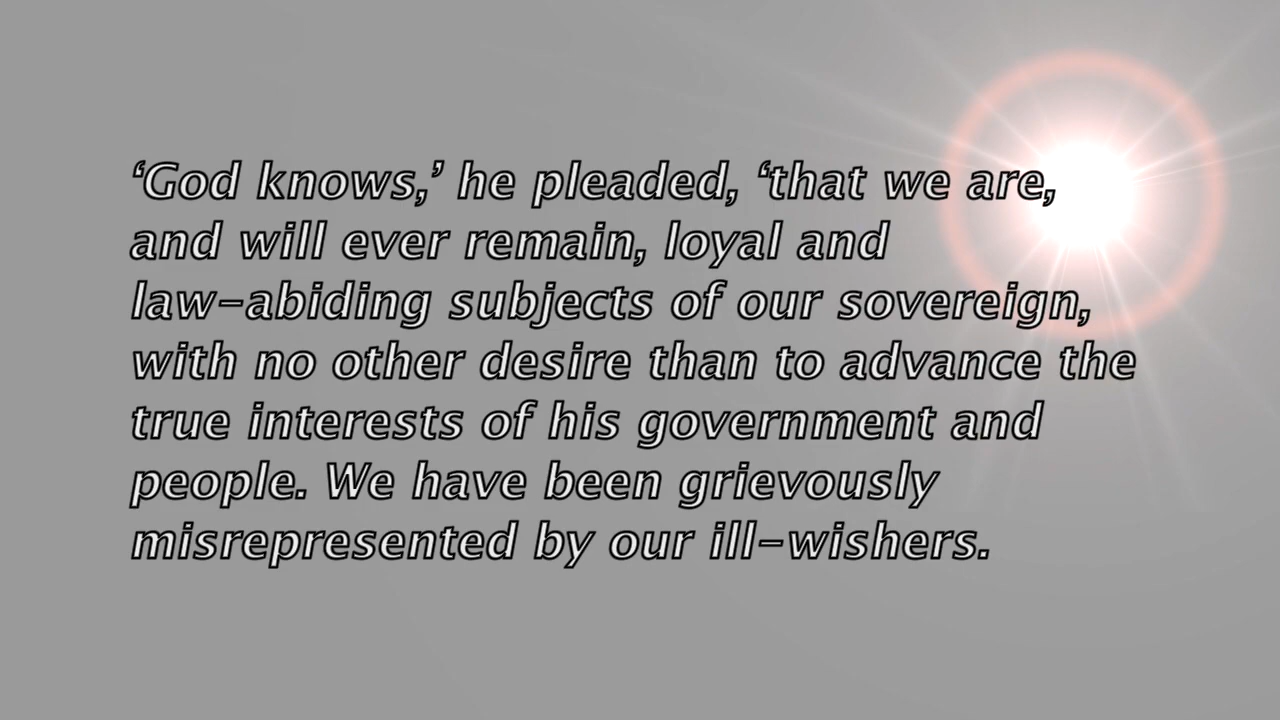 ‘God knows,’ he pleaded, ‘that we are,
and will ever remain, loyal and
law-abiding subjects of our sovereign,
with no other desire than to advance the
true interests of his government and
people. We have been grievously
misrepresented by our ill-wishers.